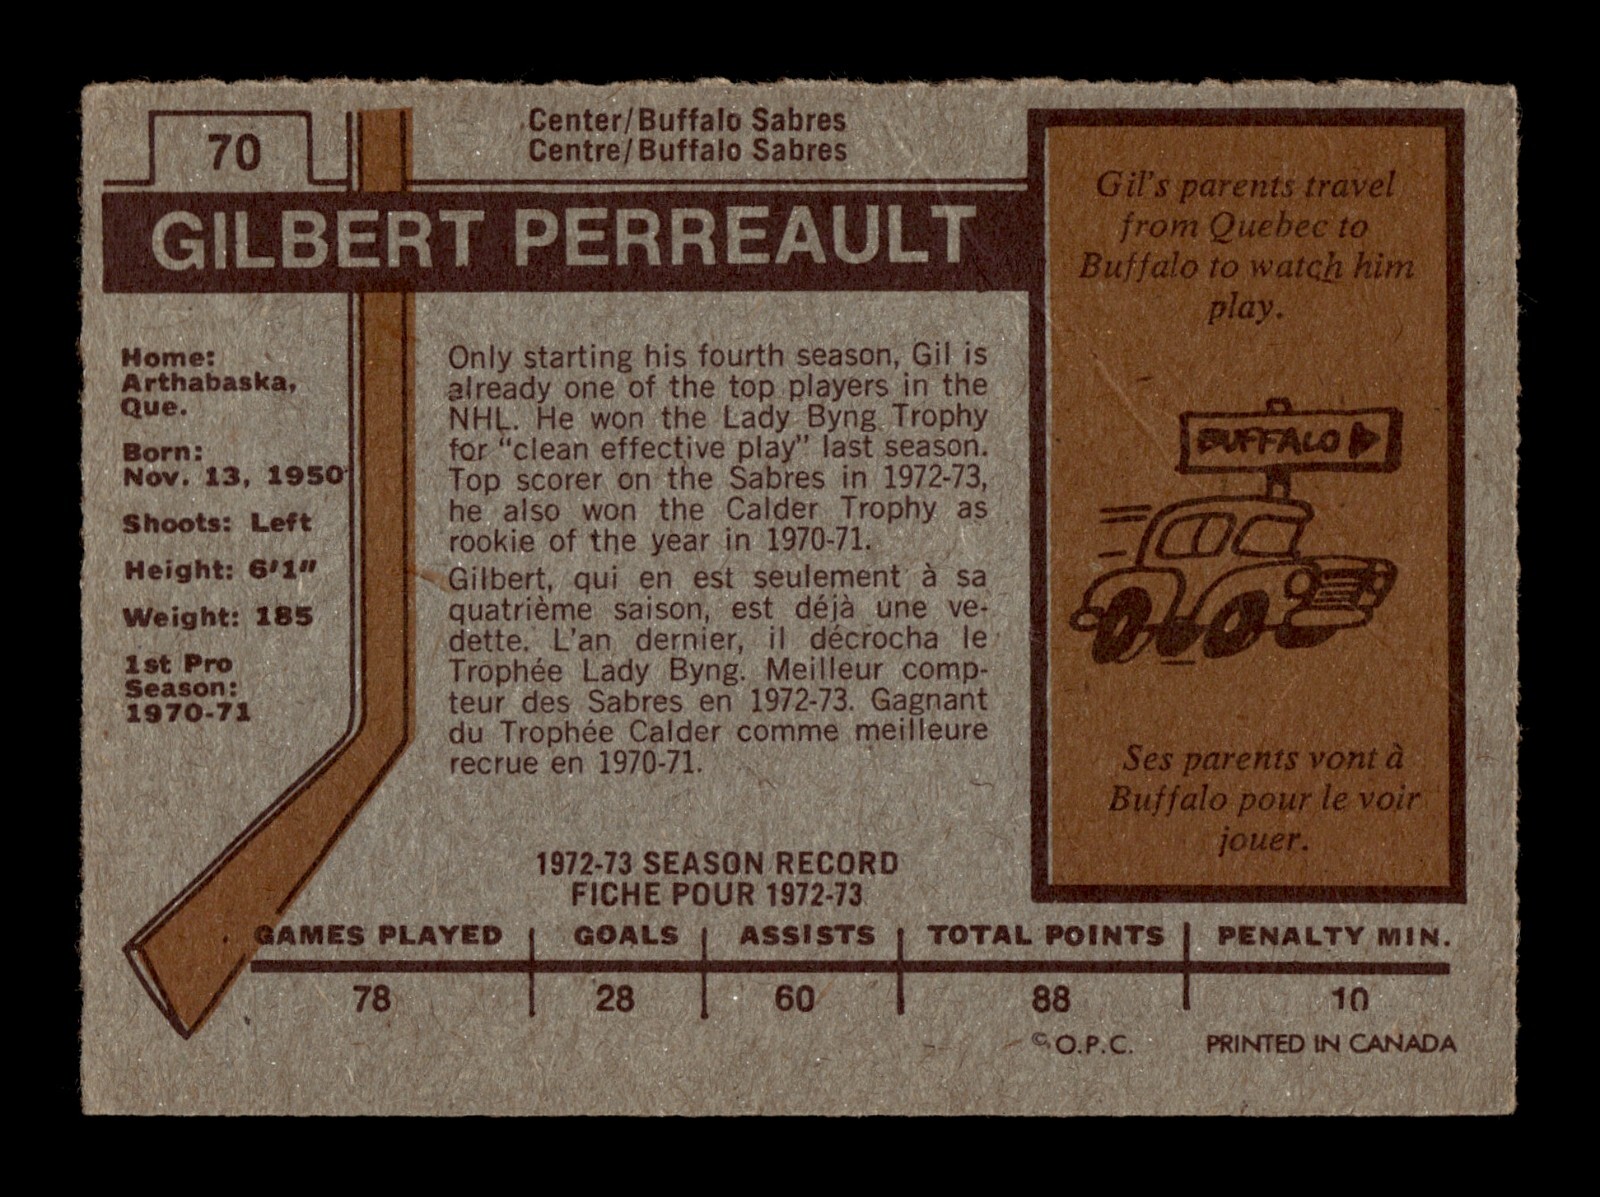 70
Center/Buffalo Sabres
Centre/Buffalo Sabres
GILBERT PERREAULT
Home:
Arthabaska,
Que.
Born:
Nov. 13, 1950
Shoots: Left
Height: 6'1"
Weight: 185
1st Pro
Season:
1970-71
Only starting his fourth season, Gil is
already one of the top players in the
NHL. He won the Lady Byng Trophy
for "clean effective play" last season.
Top scorer on the Sabres in 1972-73,
he also won the Calder Trophy as
rookie of the year in 1970-71.
Gilbert, qui en est seulement à sa
quatrième saison, est déjà une ve-
dette. L'an dernier, il décrocha le
Trophée Lady Byng. Meilleur comp-
teur des Sabres en 1972-73. Gagnant
du Trophée Calder comme meilleure
recrue en 1970-71.
Gil's parents travel
from Quebec to
Buffalo to watch him
play.
BUFFALO
Ses parents vont à
Buffalo pour le voir
jouer.
1972-73 SEASON RECORD
FICHE POUR 1972-73
GAMES PLAYED GOALS ASSISTS TOTAL POINTS PENALTY MIN.
78 28 60 88 10
© O.P.C. PRINTED IN CANADA